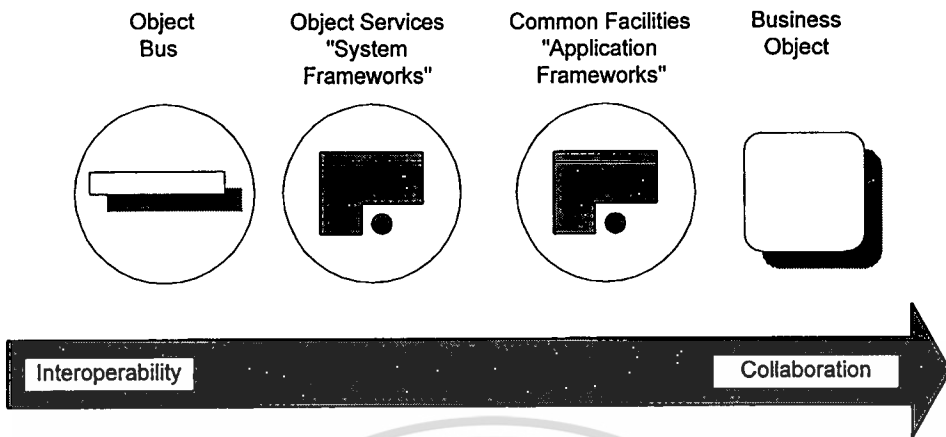 Object
Bus
Object Services
"System
Frameworks"
Common Facilities
"Application
Frameworks"
Business
Object
Interoperability
Collaboration